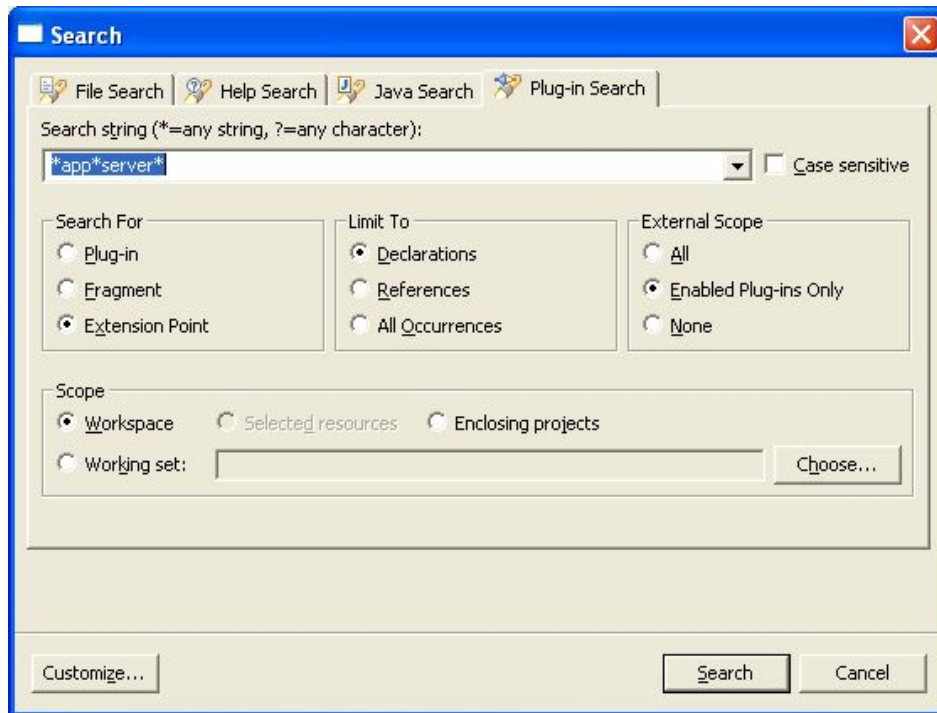 Search
File Search Help Search Java Search Plug-in Search
Search string (*=any string, ?=any character):
*app*server* Case sensitive
Search For Limit To External Scope
Plug-in Declarations All
Fragment References Enabled Plug-ins Only
Extension Point All Occurrences None
Scope
Workspace Selected resources Enclosing projects
Working set: Choose...
Customize... Search Cancel